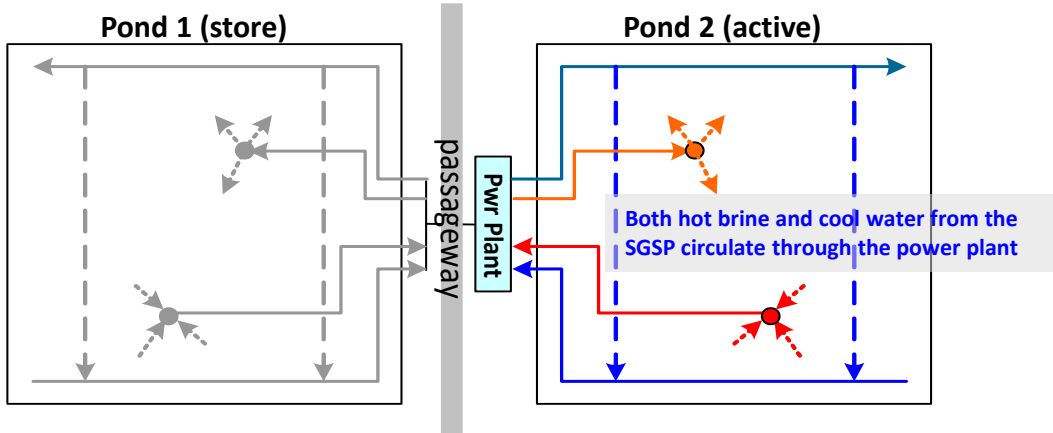 Pond 1 (store)
Pond 2 (active)
passageway
Pwr Plant
Both hot brine and cool water from the
SGSP circulate through the power plant